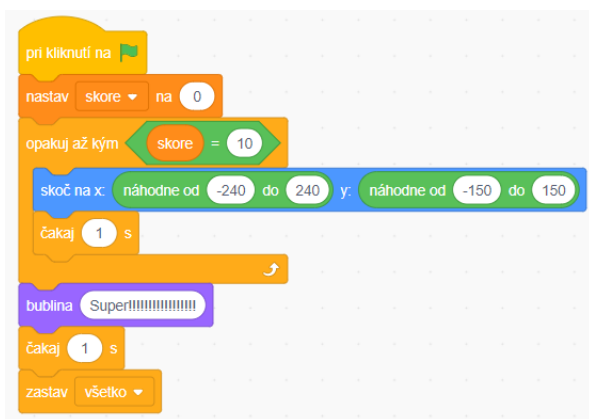 pri kliknutí na
nastav skore na 0
opakuj až kým skore = 10
skoč na x: náhodne od -240 do 240 y: náhodne od -150 do 150
čakaj 1 s
bublina Super!!!!!!!!!!!!!!!!!
čakaj 1 s
zastav všetko